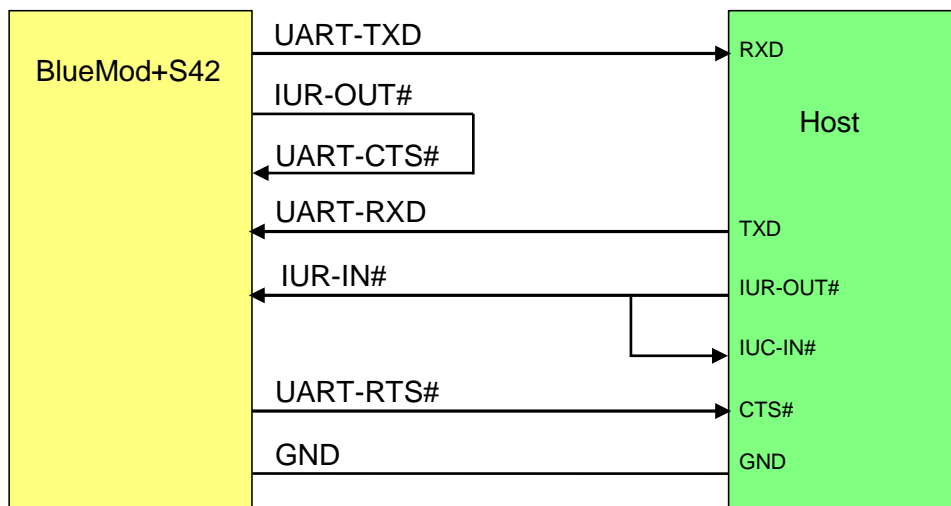 BlueMod+S42
UART-TXD
RXD
IUR-OUT#
Host
UART-CTS#
UART-RXD
TXD
IUR-IN#
IUR-OUT#
IUC-IN#
UART-RTS#
CTS#
GND
GND